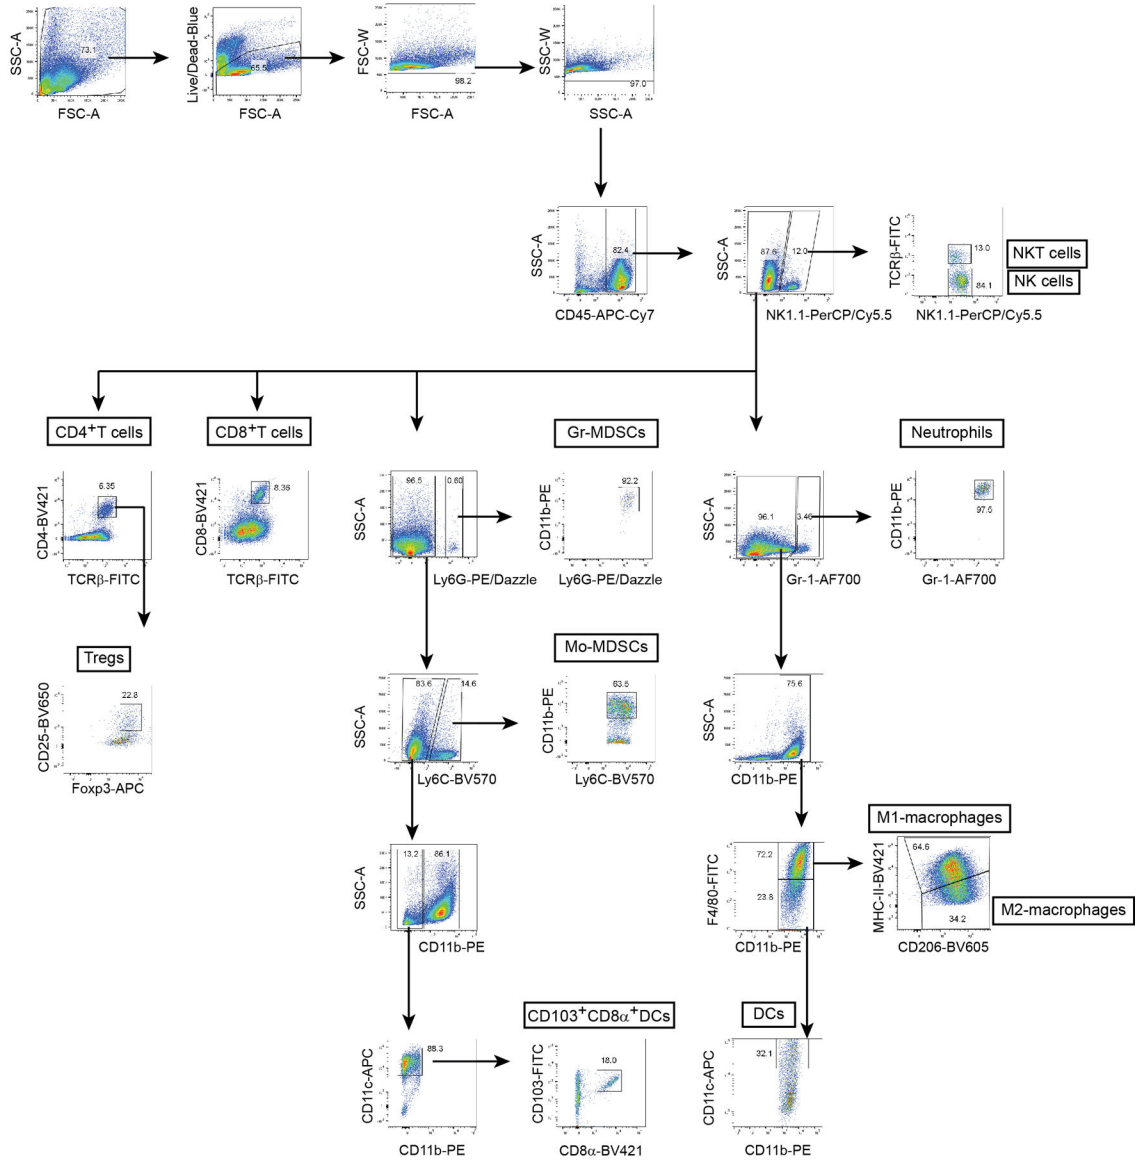 SSC-A
73.1
FSC-A
Live/Dead-Blue
65.5
FSC-A
FSC-W
98.2
FSC-A
SSC-W
97.0
SSC-A
SSC-A
82.4
CD45-APC-Cy7
SSC-A
87.6
12.0
NK1.1-PerCP/Cy5.5
TCRβ-FITC
13.0
84.1
NK1.1-PerCP/Cy5.5
NKT cells
NK cells
CD4+T cells
CD8+T cells
Gr-MDSCs
Neutrophils
CD4-BV421
6.35
TCRβ-FITC
CD8-BV421
8.36
TCRβ-FITC
SSC-A
96.5
0.60
Ly6G-PE/Dazzle
CD11b-PE
92.2
Ly6G-PE/Dazzle
SSC-A
96.1
3.46
Gr-1-AF700
CD11b-PE
97.5
Gr-1-AF700
Tregs
CD25-BV650
22.8
Foxp3-APC
Mo-MDSCs
SSC-A
83.6
14.6
Ly6C-BV570
CD11b-PE
63.5
Ly6C-BV570
SSC-A
75.6
CD11b-PE
M1-macrophages
SSC-A
13.2
86.1
CD11b-PE
F4/80-FITC
72.2
23.8
CD11b-PE
MHC-II-BV421
64.6
34.2
CD206-BV605
M2-macrophages
CD103+CD8α+DCs
DCs
CD11c-APC
88.3
CD11b-PE
CD103-FITC
18.0
CD8α-BV421
CD11c-APC
32.1
CD11b-PE